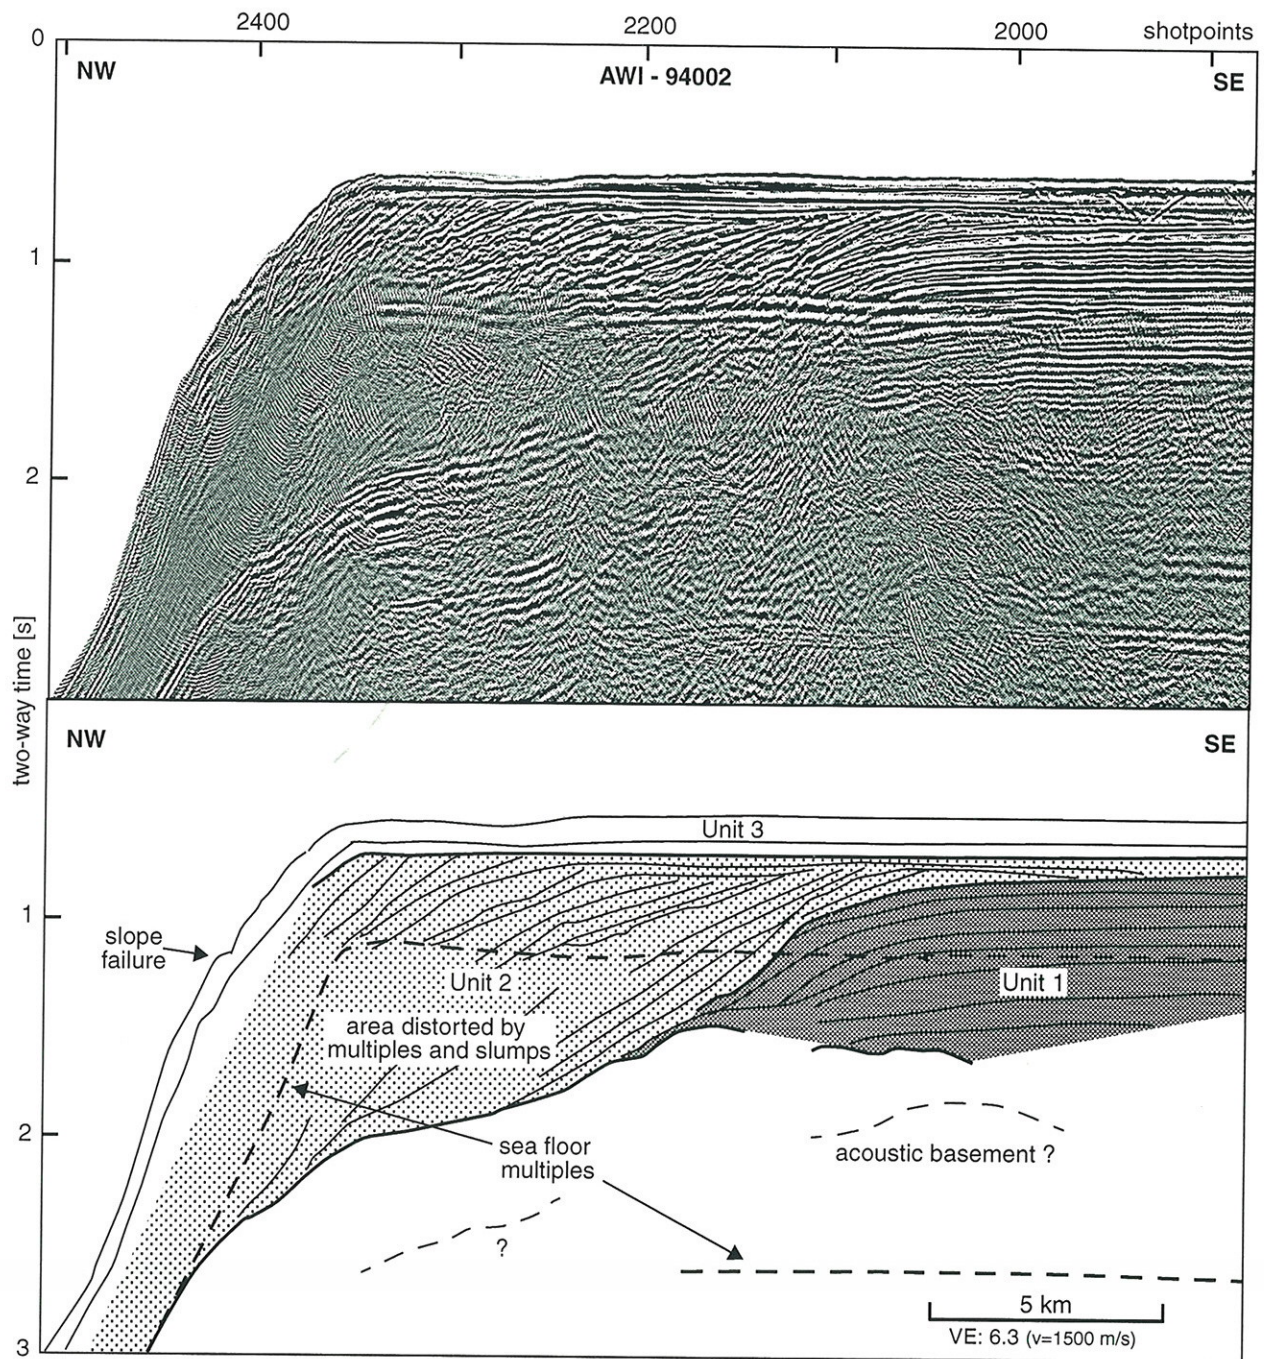 2400 2200 2000 shotpoints
0
NW AWI - 94002 SE
1
2
two-way time [s]
NW SE
Unit 3
1
slope
failure
Unit 2 Unit 1
area distorted by
multiples and slumps
2
sea floor
multiples
acoustic basement ?
?
5 km
VE: 6.3 (v=1500 m/s)
3